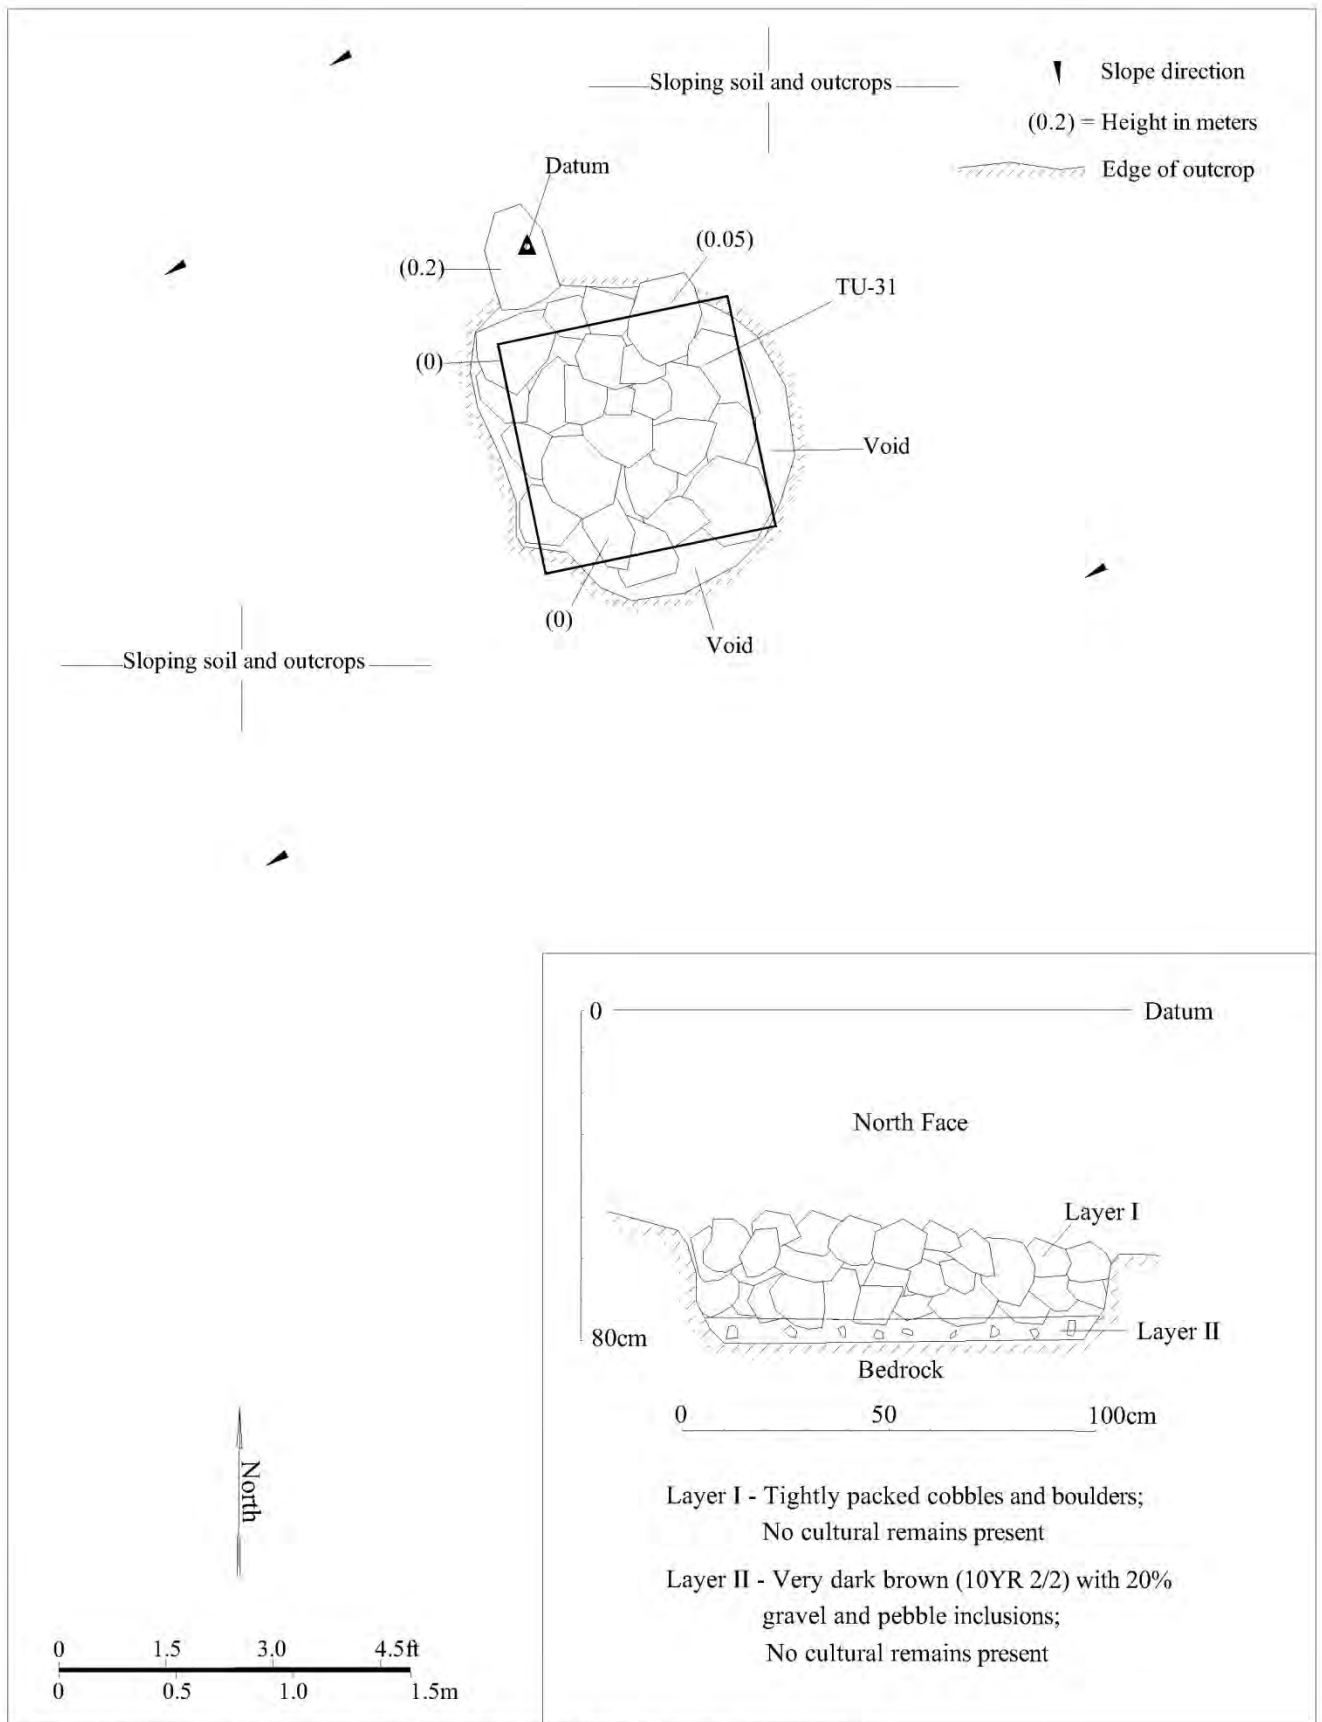 Sloping soil and outcrops
Slope direction
(0.2) = Height in meters
Edge of outcrop
Datum
(0.05)
(0.2)
TU-31
(0)
Void
(0)
Void
Sloping soil and outcrops
0
Datum
North Face
Layer I
80cm
Layer II
Bedrock
0 50 100cm
North
Layer I - Tightly packed cobbles and boulders;
No cultural remains present
Layer II - Very dark brown (10YR 2/2) with 20%
gravel and pebble inclusions;
No cultural remains present
0 1.5 3.0 4.5ft
0 0.5 1.0 1.5m